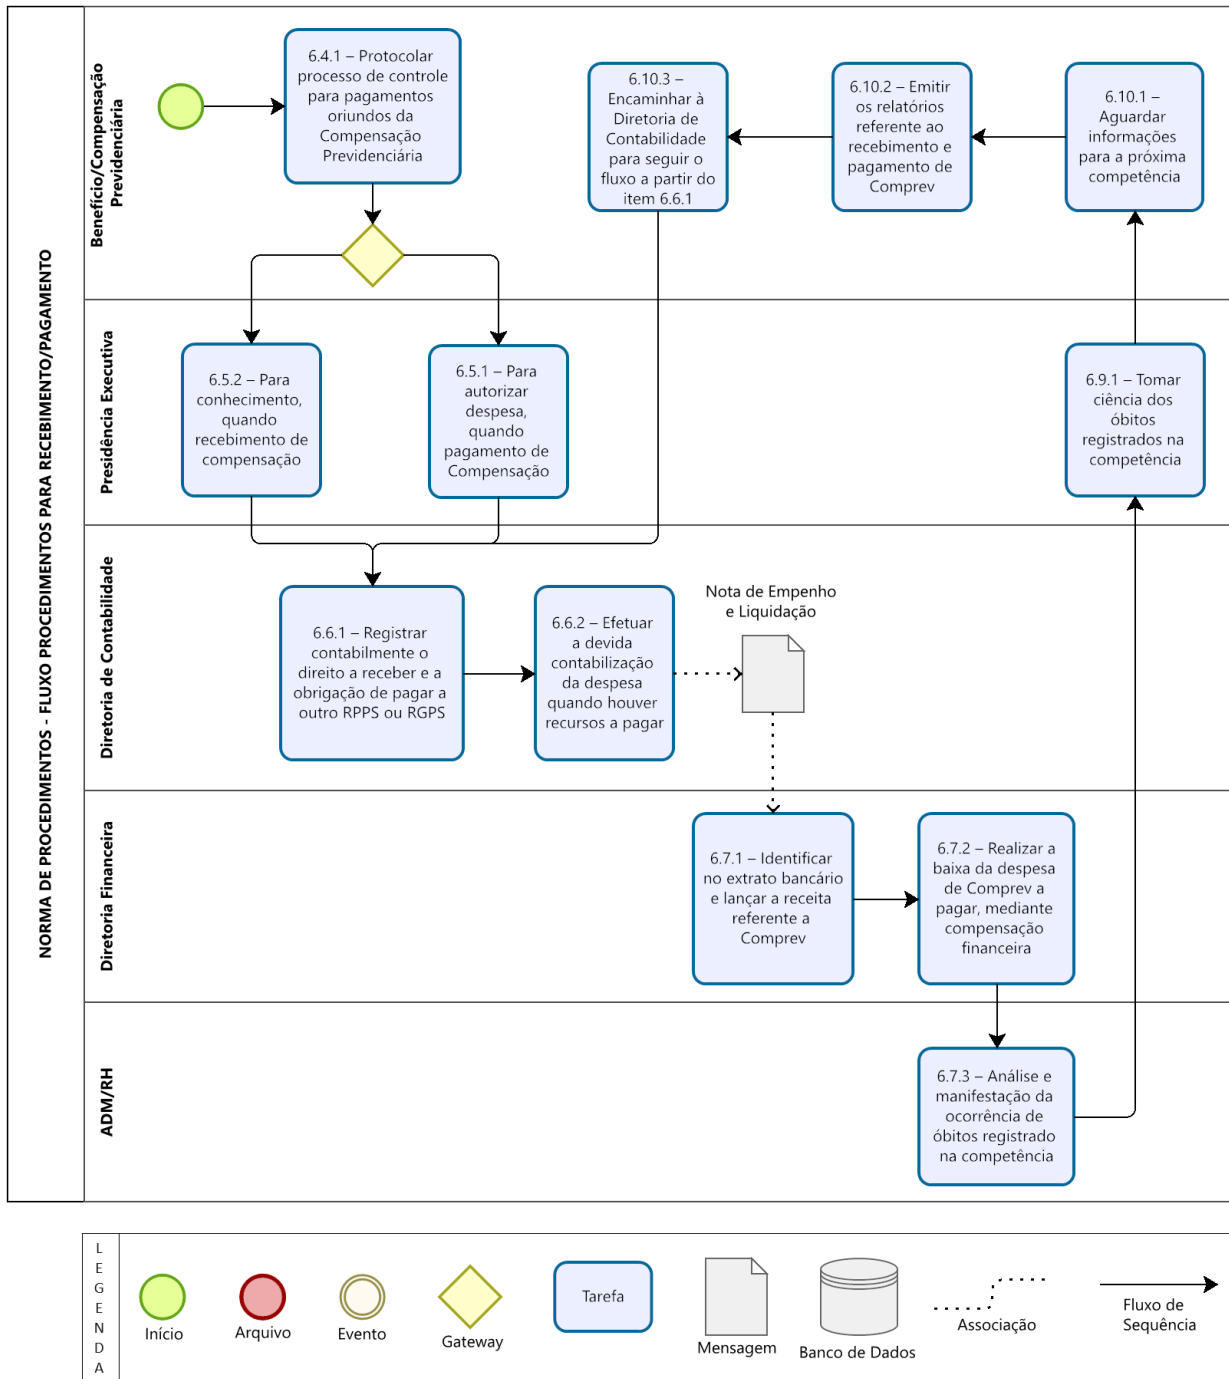 NORMA DE PROCEDIMENTOS - FLUXO PROCEDIMENTOS PARA RECEBIMENTO/PAGAMENTO
Benefício/Compensação
Previdenciária
6.4.1 – Protocolar
processo de controle
para pagamentos
oriundos da
Compensação
Previdenciária
6.10.3 –
Encaminhar à
Diretoria de
Contabilidade
para seguir o
fluxo a partir do
item 6.6.1
6.10.2 – Emitir
os relatórios
referente ao
recebimento e
pagamento de
Comprev
6.10.1 –
Aguardar
informações
para a próxima
competência
Presidência Executiva
6.5.2 – Para
conhecimento,
quando
recebimento de
compensação
6.5.1 – Para
autorizar
despesa,
quando
pagamento de
Compensação
6.9.1 – Tomar
ciência dos
óbitos
registrados na
competência
Diretoria de Contabilidade
6.6.1 – Registrar
contabilmente o
direito a receber e a
obrigação de pagar a
outro RPPS ou RGPS
6.6.2 – Efetuar
a devida
contabilização
da despesa
quando houver
recursos a pagar
Nota de Empenho
e Liquidação
Diretoria Financeira
6.7.1 – Identificar
no extrato bancário
e lançar a receita
referente a
Comprev
6.7.2 – Realizar a
baixa da despesa
de Comprev a
pagar, mediante
compensação
financeira
ADM/RH
6.7.3 – Análise e
manifestação da
ocorrência de
óbitos registrado
na competência
LEGENDA
Início
Arquivo
Evento
Gateway
Tarefa
Mensagem
Banco de Dados
Associação
Fluxo de
Sequência